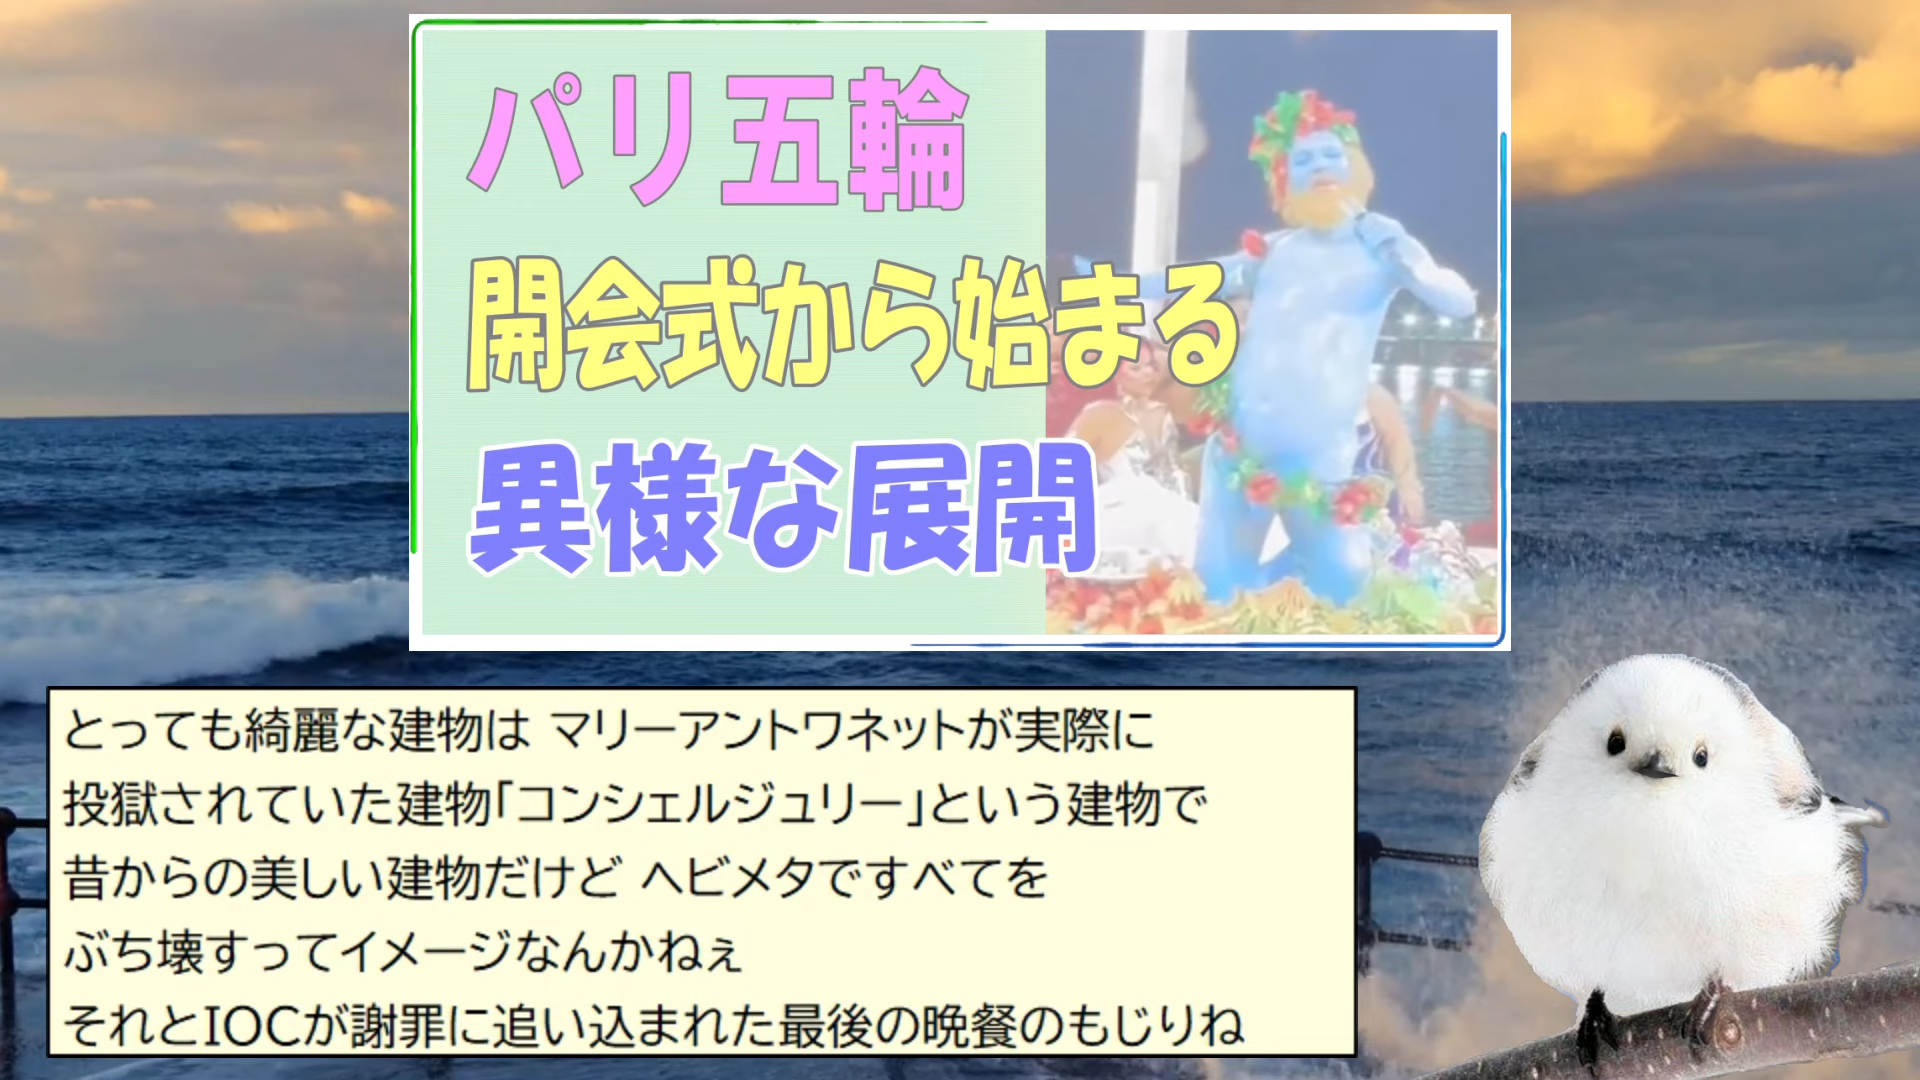 パリ五輪
開会式から始まる
異様な展開
とっても綺麗な建物は マリーアントワネットが実際に
投獄されていた建物「コンシェルジュリー」という建物で
昔からの美しい建物だけど ヘビメタですべてを
ぶち壊すってイメージなんかねぇ
それとIOCが謝罪に追い込まれた最後の晩餐のもじりね